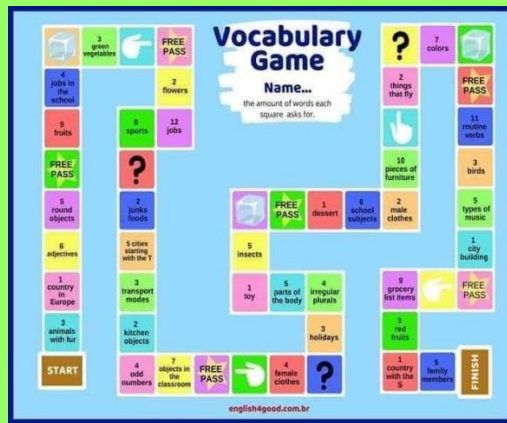 Vocabulary
Game
Name...
the amount of words each
square asks for.
START
3
animals
with fur
1
country
in
Europe
6
adjectives
5
round
objects
FREE
PASS
9
fruits
4
jobs in
the
school
3
green
vegetables
FREE
PASS
2
flowers
12
jobs
5
sports
?
2
junks
foods
5 cities
starting
with the T
3
transport
modes
2
kitchen
objects
4
odd
numbers
7
objects in
the
classroom
FREE
PASS
4
female
clothes
?
3
holidays
4
irregular
plurals
5
parts of
the body
1
toy
5
insects
FREE
PASS
1
dessert
6
school
subjects
2
male
clothes
10
pieces of
furniture
2
things
that fly
?
7
colors
FREE
PASS
11
routine
verbs
3
birds
5
types of
music
1
city
building
FREE
PASS
9
grocery
list items
3
red
fruits
1
country
with the
S
5
family
members
FINISH
english4good.com.br